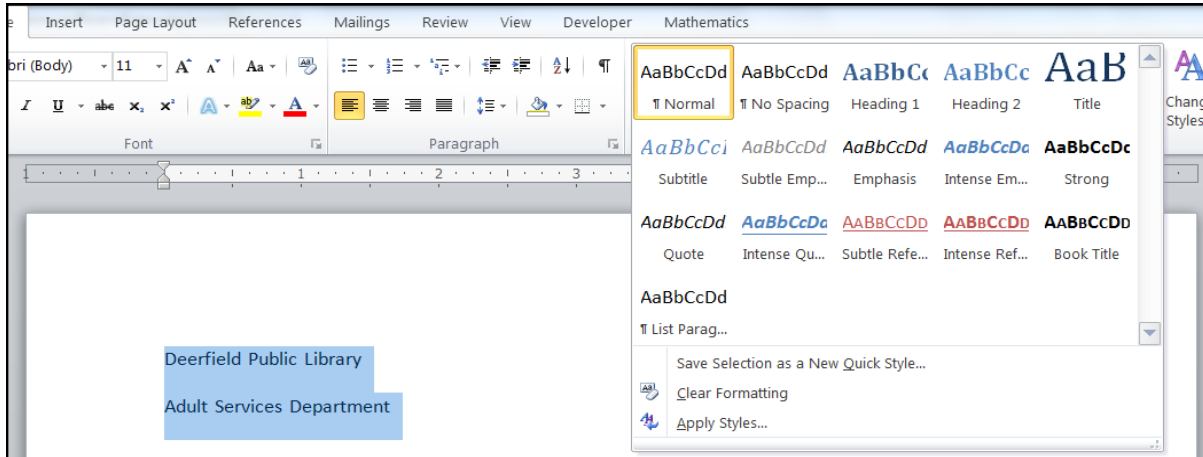 e Insert Page Layout References Mailings Review View Developer Mathematics
bri (Body) 11 A A Aa
AaBbCcDd AaBbCcDd AaBbCc AaBbCc AaB
I U abc x₂ x² A ab A
¶ Normal ¶ No Spacing Heading 1 Heading 2 Title
Chang
Styles
Font Paragraph
AaBbCcI AaBbCcDd AaBbCcDd AaBbCcDd AaBbCcDc
Subtitle Subtle Emp... Emphasis Intense Em... Strong
1 2 3
AaBbCcDd AaBbCcDd AaBbCcDd AaBbCcDd AaBbCcDd
Quote Intense Qu... Subtle Refe... Intense Ref... Book Title
AaBbCcDd
¶ List Parag...
Deerfield Public Library
Adult Services Department
Save Selection as a New Quick Style...
Clear Formatting
Apply Styles...